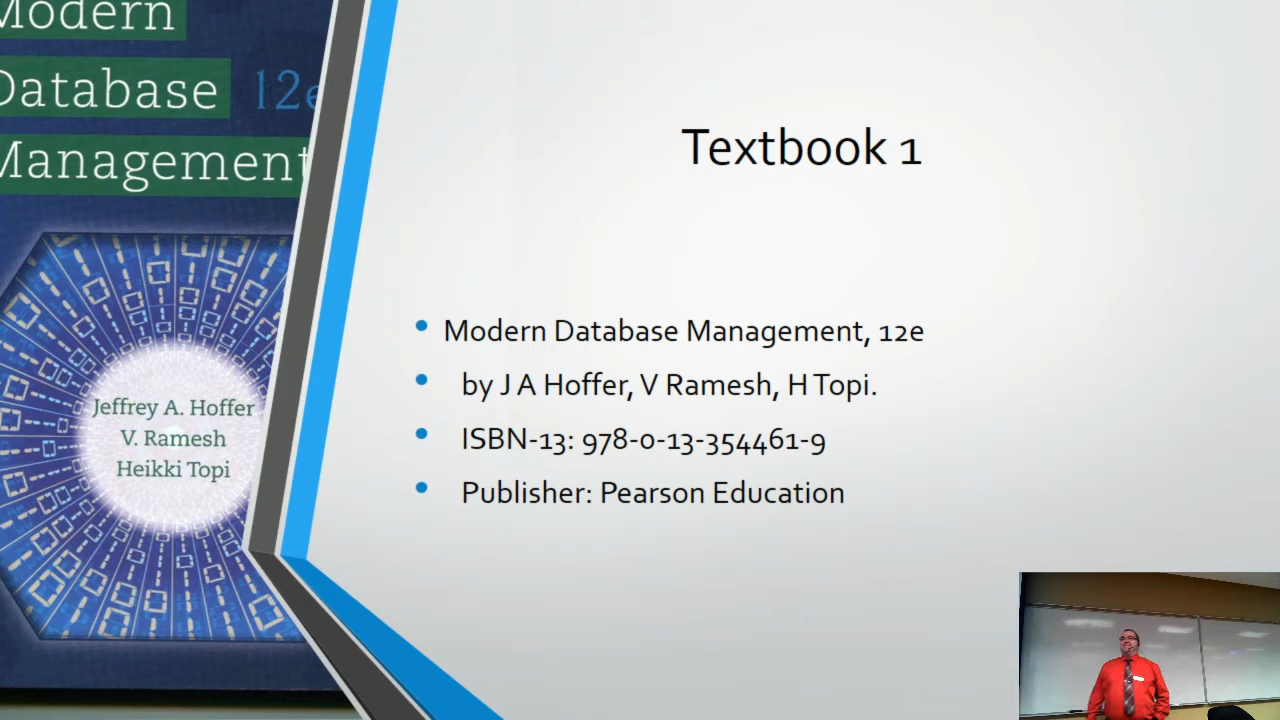 Modern
Database 12e
Management
Jeffrey A. Hoffer
V. Ramesh
Heikki Topi
Textbook 1
• Modern Database Management, 12e
• by J A Hoffer, V Ramesh, H Topi.
• ISBN-13: 978-0-13-354461-9
• Publisher: Pearson Education